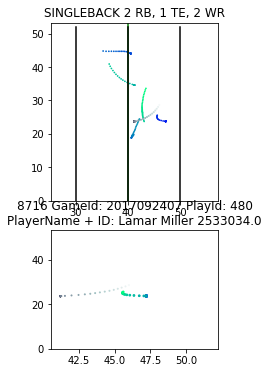 SINGLEBACK 2 RB, 1 TE, 2 WR
50
40
30
20
10
0
30 40 50
8716 GameId: 2017092407 PlayId: 480
PlayerName + ID: Lamar Miller 2533034.0
40
20
0
42.5 45.0 47.5 50.0